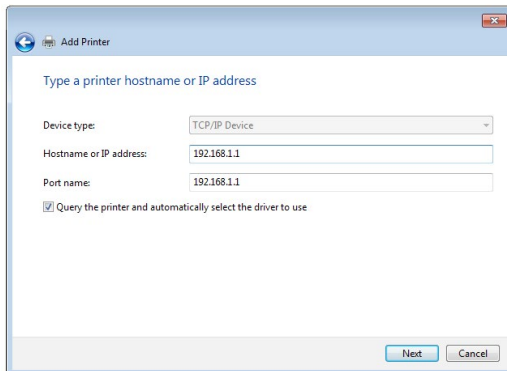 Add Printer
Type a printer hostname or IP address
Device type: TCP/IP Device
Hostname or IP address: 192.168.1.1
Port name: 192.168.1.1
Query the printer and automatically select the driver to use
Next Cancel